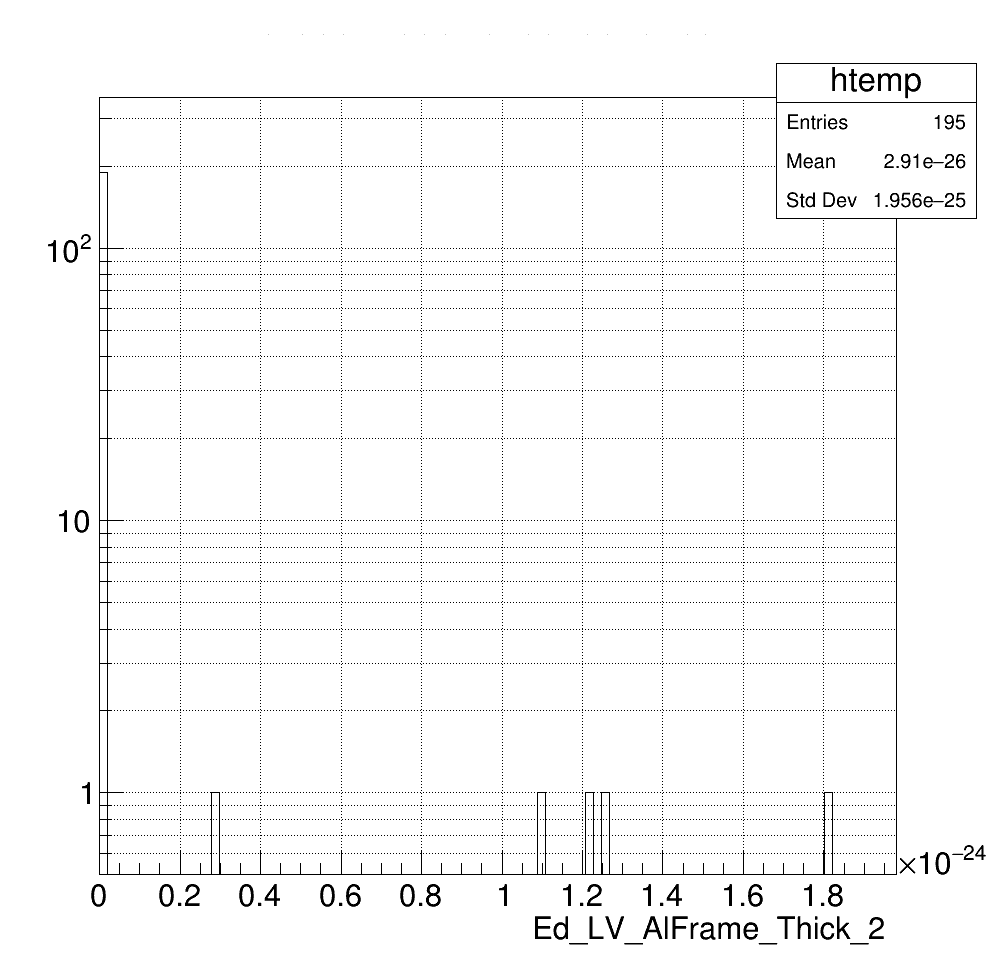 htemp
Entries 195
Mean 2.91e−26
Std Dev 1.956e−25
10²
10
1
0 0.2 0.4 0.6 0.8 1 1.2 1.4 1.6 1.8
×10⁻²⁴
Ed_LV_AlFrame_Thick_2